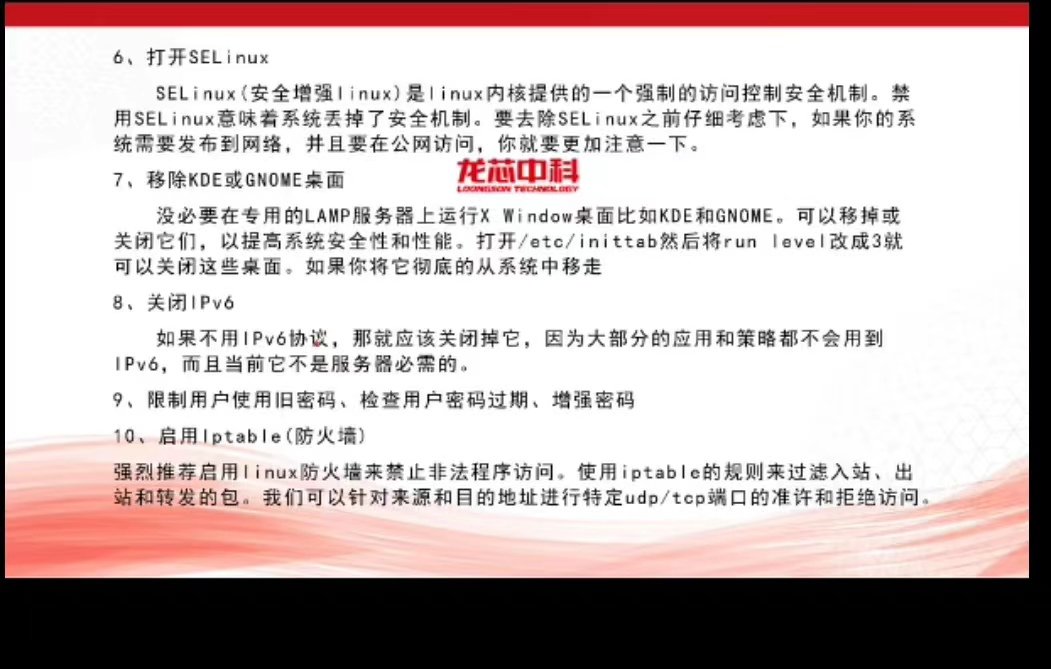 6、打开SELinux
SELinux(安全增强linux)是linux内核提供的一个强制的访问控制安全机制。禁
用SELinux意味着系统丢掉了安全机制。要去除SELinux之前仔细考虑下，如果你的系
统需要发布到网络，并且要在公网访问，你就要更加注意一下。
龙芯中科
LOONGSON TECHNOLOGY
7、移除KDE或GNOME桌面
没必要在专用的LAMP服务器上运行X Window桌面比如KDE和GNOME。可以移掉或
关闭它们，以提高系统安全性和性能。打开/etc/inittab然后将run level改成3就
可以关闭这些桌面。如果你将它彻底的从系统中移走
8、关闭IPv6
如果不用IPv6协议，那就应该关闭掉它，因为大部分的应用和策略都不会用到
IPv6，而且当前它不是服务器必需的。
9、限制用户使用旧密码、检查用户密码过期、增强密码
10、启用Iptable(防火墙)
强烈推荐启用linux防火墙来禁止非法程序访问。使用iptable的规则来过滤入站、出
站和转发的包。我们可以针对来源和目的地址进行特定udp/tcp端口的准许和拒绝访问。